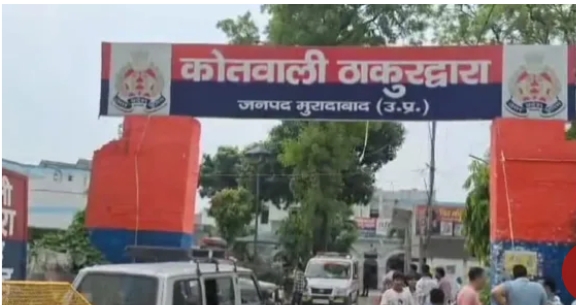 कोतवाली ठाकुरद्वारा
जनपद मुरादाबाद (उ.प्र.)